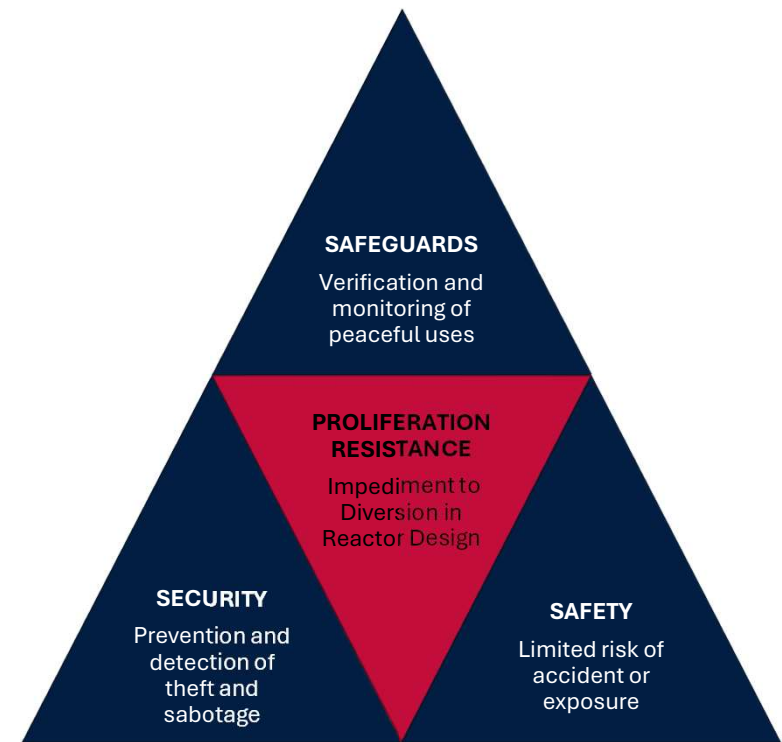 SAFEGUARDS
Verification and
monitoring of
peaceful uses
PROLIFERATION
RESISTANCE
Impediment to
Diversion in
Reactor Design
SECURITY
Prevention and
detection of
theft and
sabotage
SAFETY
Limited risk of
accident or
exposure